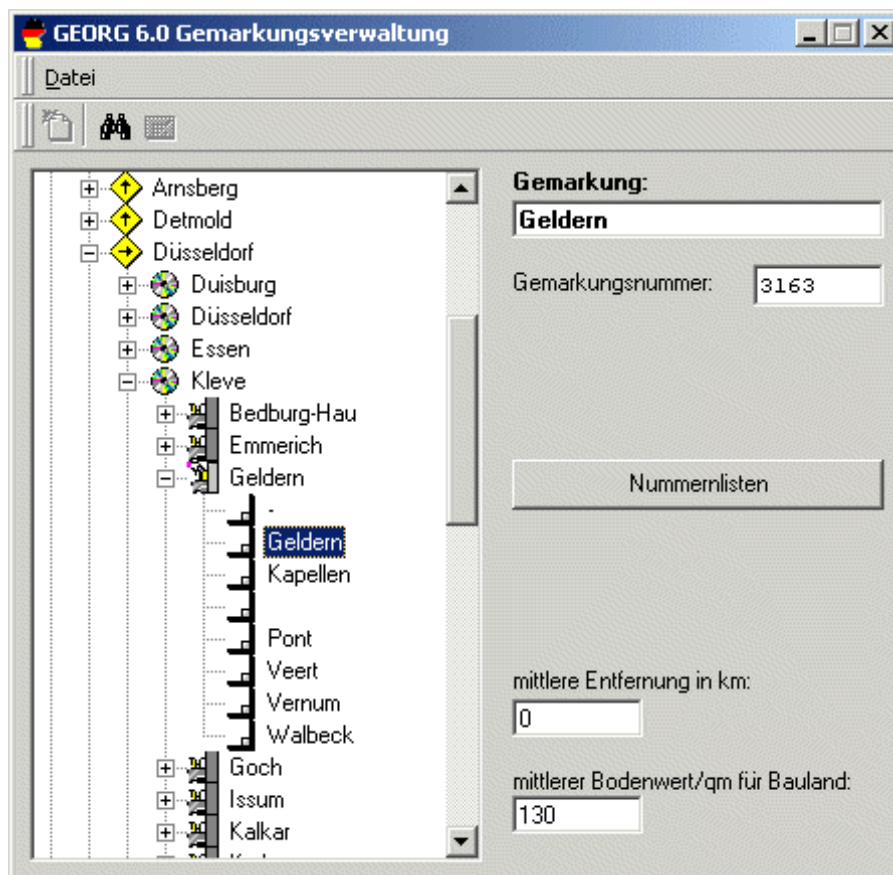 GEORG 6.0 Gemarkungsverwaltung
Datei
Arnsberg
Detmold
Düsseldorf
Duisburg
Düsseldorf
Essen
Kleve
Bedburg-Hau
Emmerich
Geldern
-
Geldern
Kapellen
Pont
Veert
Vernum
Walbeck
Goch
Issum
Kalkar
Gemarkung:
Geldern
Gemarkungsnummer: 3163
Nummernlisten
mittlere Entfernung in km:
0
mittlerer Bodenwert/qm für Bauland:
130